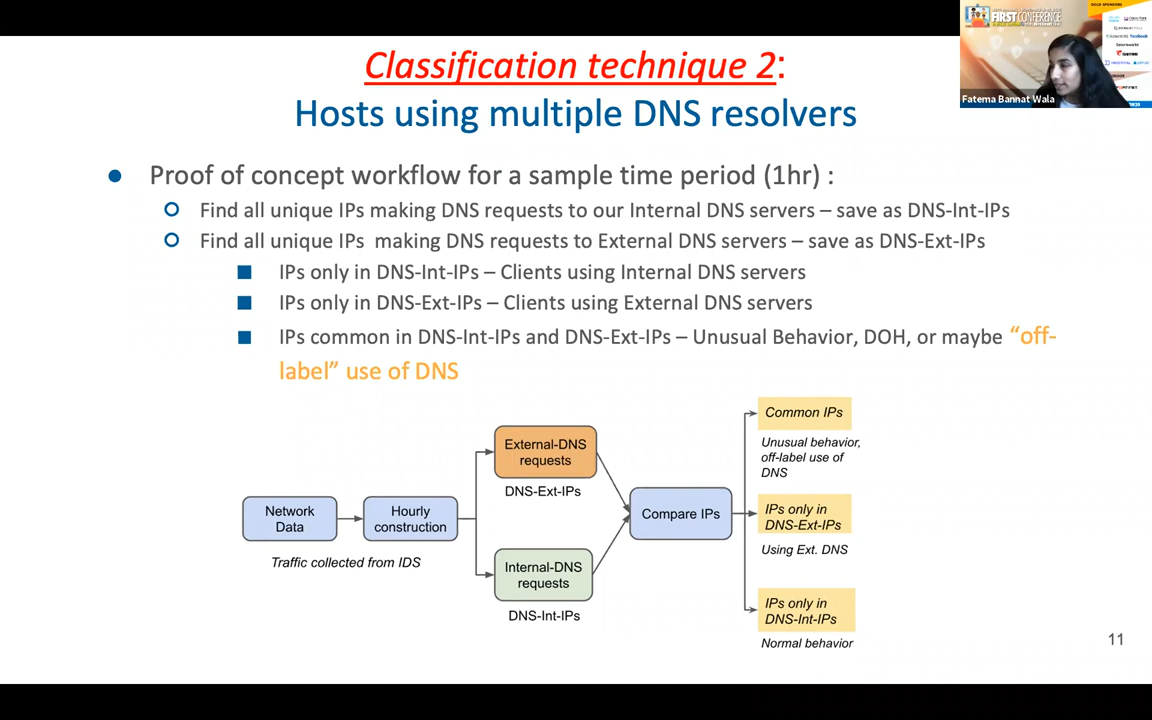 Classification technique 2:
Hosts using multiple DNS resolvers
FIRST CONFERENCE
Fatema Bannat Wala
Proof of concept workflow for a sample time period (1hr) :
Find all unique IPs making DNS requests to our Internal DNS servers – save as DNS-Int-IPs
Find all unique IPs making DNS requests to External DNS servers – save as DNS-Ext-IPs
IPs only in DNS-Int-IPs – Clients using Internal DNS servers
IPs only in DNS-Ext-IPs – Clients using External DNS servers
IPs common in DNS-Int-IPs and DNS-Ext-IPs – Unusual Behavior, DOH, or maybe “off-
label” use of DNS
Network
Data
Hourly
construction
Traffic collected from IDS
External-DNS
requests
DNS-Ext-IPs
Internal-DNS
requests
DNS-Int-IPs
Compare IPs
Common IPs
Unusual behavior,
off-label use of
DNS
IPs only in
DNS-Ext-IPs
Using Ext. DNS
IPs only in
DNS-Int-IPs
Normal behavior
11